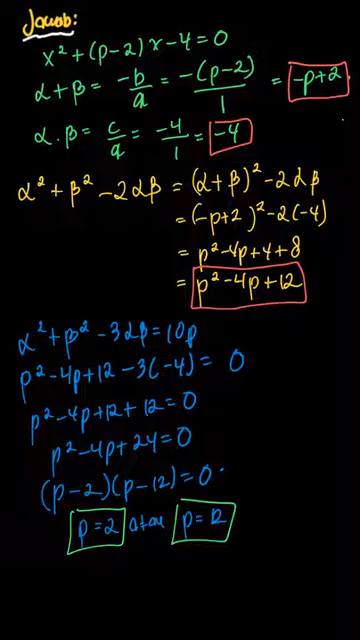 Jawab:
x² + (p-2)x - 4 = 0
α + β = -b/a = -(p-2)/1 = -p+2
α . β = c/a = -4/1 = -4
α² + β² - 2αβ = (α+β)² - 2αβ
= (-p+2)² - 2(-4)
= p² - 4p + 4 + 8
= p² - 4p + 12
α² + β² - 3αβ = 10p
p² - 4p + 12 - 3(-4) = 0
p² - 4p + 12 + 12 = 0
p² - 4p + 24 = 0
(p-2)(p-12) = 0
p = 2 atau p = 12